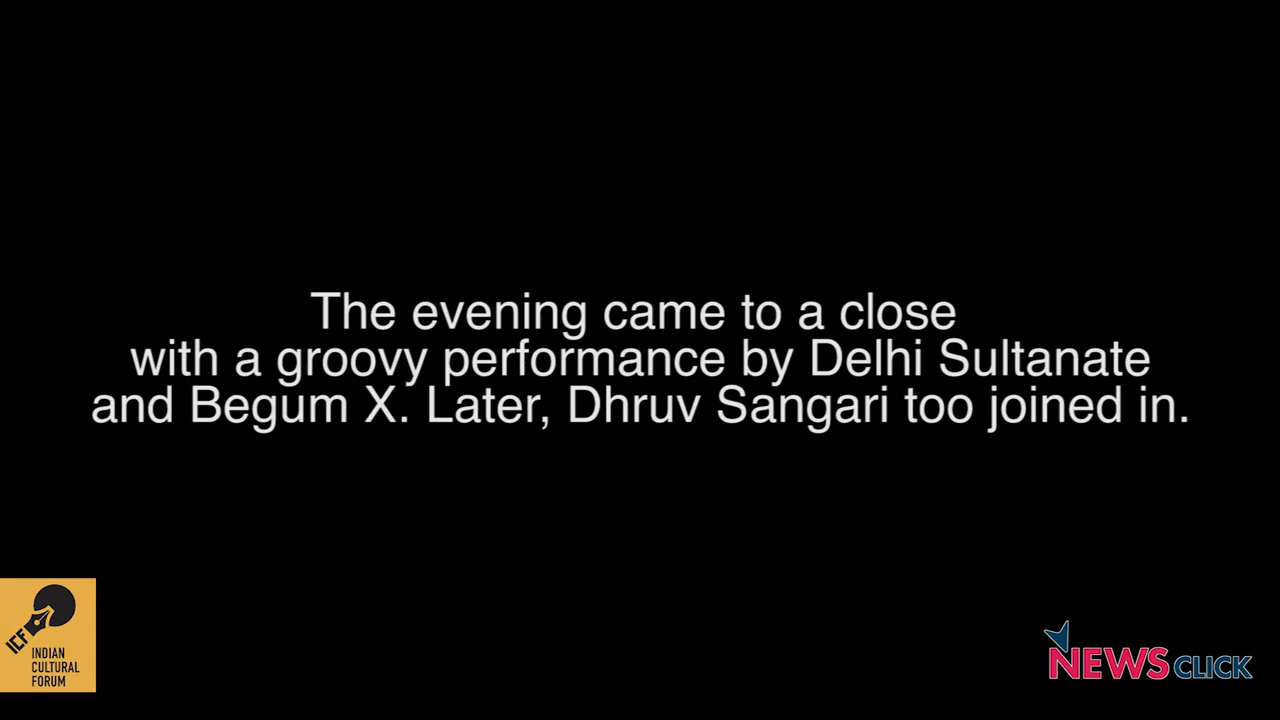 The evening came to a close
with a groovy performance by Delhi Sultanate
and Begum X. Later, Dhruv Sangari too joined in.
ICF
INDIAN
CULTURAL
FORUM
NEWSCLICK